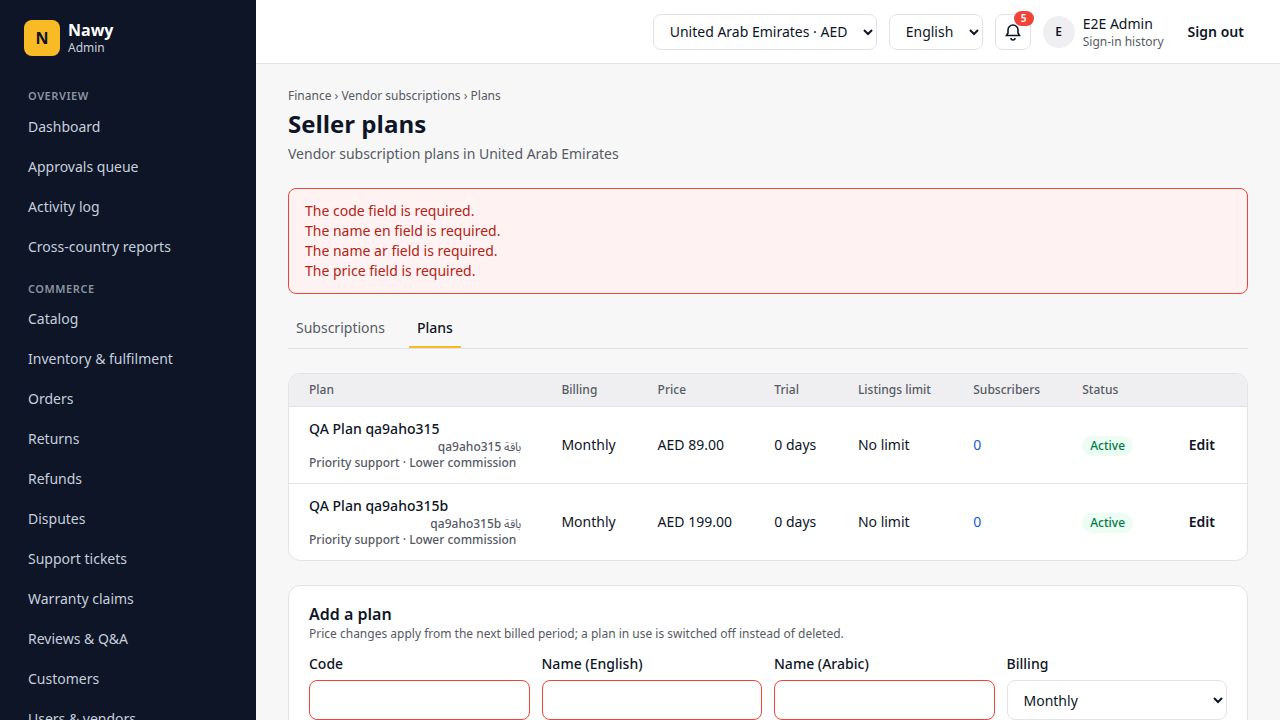 N
Nawy
Admin
United Arab Emirates · AED
English
5
E
E2E Admin
Sign-in history
Sign out
OVERVIEW
Dashboard
Approvals queue
Activity log
Cross-country reports
COMMERCE
Catalog
Inventory & fulfilment
Orders
Returns
Refunds
Disputes
Support tickets
Warranty claims
Reviews & Q&A
Customers
Users & vendors
Finance › Vendor subscriptions › Plans
Seller plans
Vendor subscription plans in United Arab Emirates
The code field is required.
The name en field is required.
The name ar field is required.
The price field is required.
Subscriptions Plans
Plan Billing Price Trial Listings limit Subscribers Status
QA Plan qa9aho315
باقة qa9aho315
Priority support · Lower commission
Monthly AED 89.00 0 days No limit 0 Active Edit
QA Plan qa9aho315b
باقة qa9aho315b
Priority support · Lower commission
Monthly AED 199.00 0 days No limit 0 Active Edit
Add a plan
Price changes apply from the next billed period; a plan in use is switched off instead of deleted.
Code Name (English) Name (Arabic) Billing
Monthly